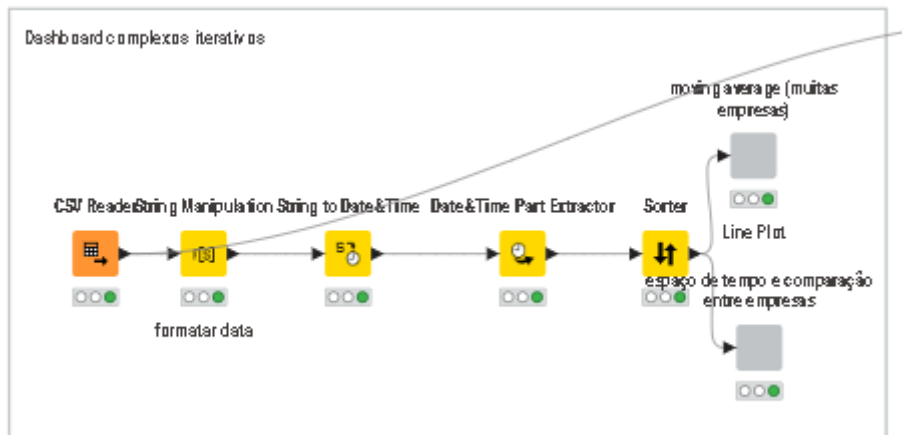 Dashboard complexos iterativos
moving average (muitas
empresas)
CSV Reader
String Manipulation
String to Date&Time
Date&Time Part Extractor
Sorter
Line Plot
espaço de tempo e comparação
entre empresas
formatar data